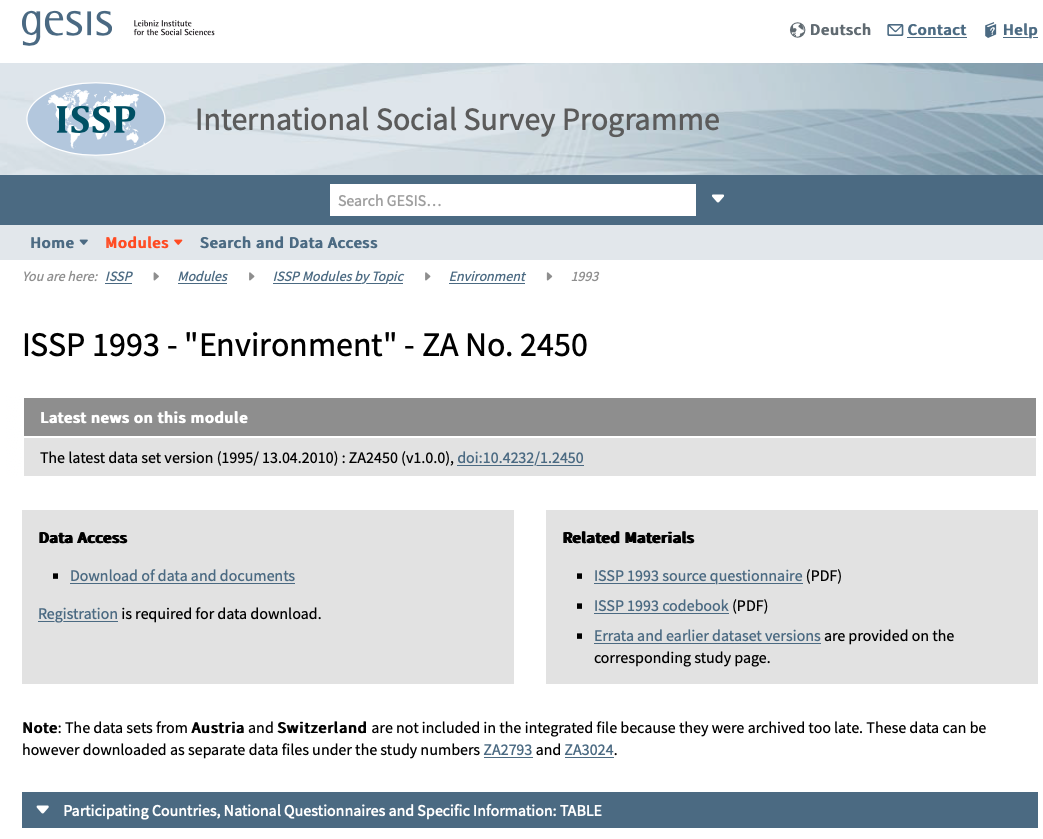 gesis
Leibniz Institute
for the Social Sciences
Deutsch Contact Help
ISSP
International Social Survey Programme
Search GESIS...
Home Modules Search and Data Access
You are here: ISSP Modules ISSP Modules by Topic Environment 1993
ISSP 1993 - "Environment" - ZA No. 2450
Latest news on this module
The latest data set version (1995/ 13.04.2010) : ZA2450 (v1.0.0), doi:10.4232/1.2450
Data Access
Download of data and documents
Registration is required for data download.
Related Materials
ISSP 1993 source questionnaire (PDF)
ISSP 1993 codebook (PDF)
Errata and earlier dataset versions are provided on the
corresponding study page.
Note: The data sets from Austria and Switzerland are not included in the integrated file because they were archived too late. These data can be
however downloaded as separate data files under the study numbers ZA2793 and ZA3024.
Participating Countries, National Questionnaires and Specific Information: TABLE